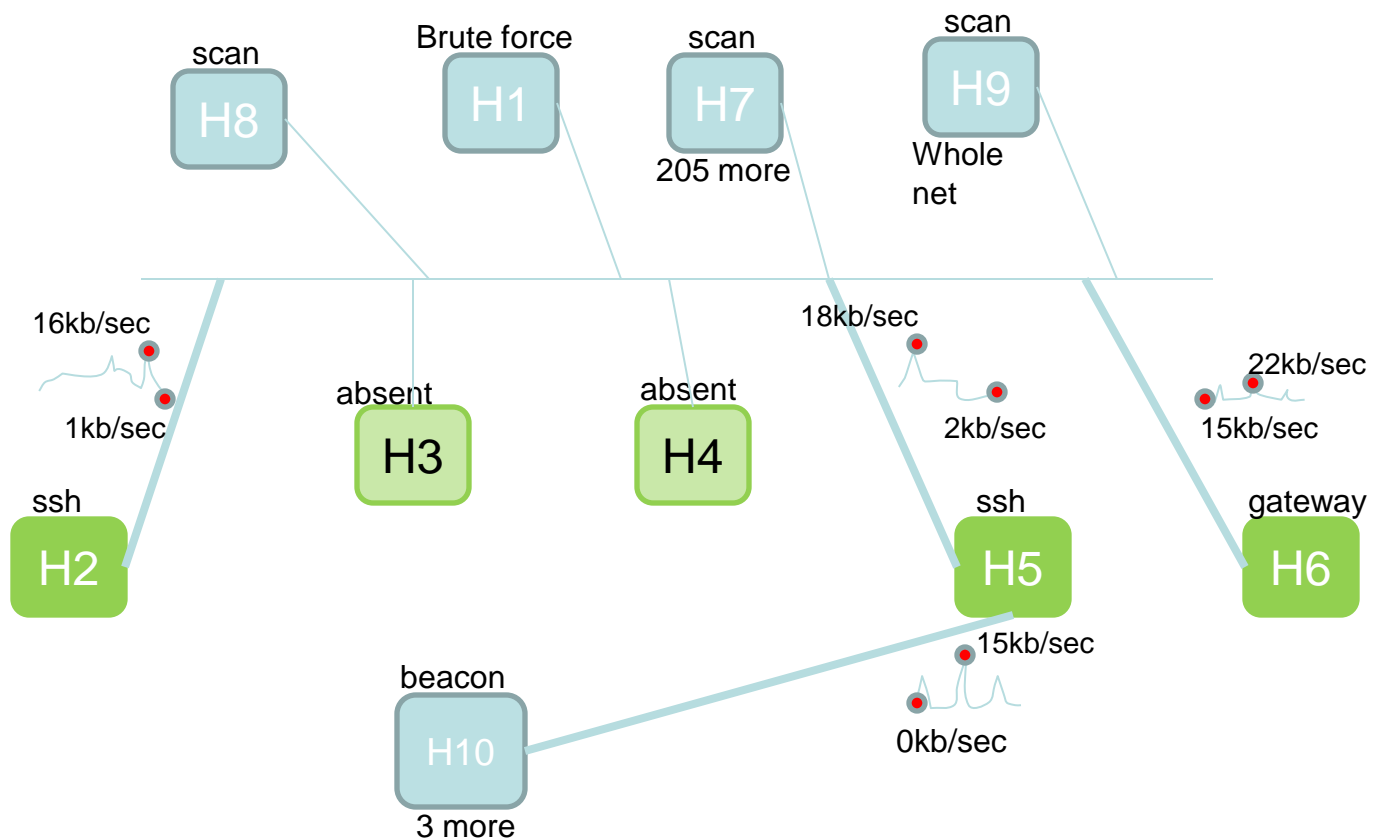 scan
H8
Brute force
H1
scan
H7
205 more
scan
H9
Whole
net
16kb/sec
1kb/sec
ssh
H2
absent
H3
absent
H4
18kb/sec
2kb/sec
ssh
H5
22kb/sec
15kb/sec
gateway
H6
15kb/sec
0kb/sec
beacon
H10
3 more